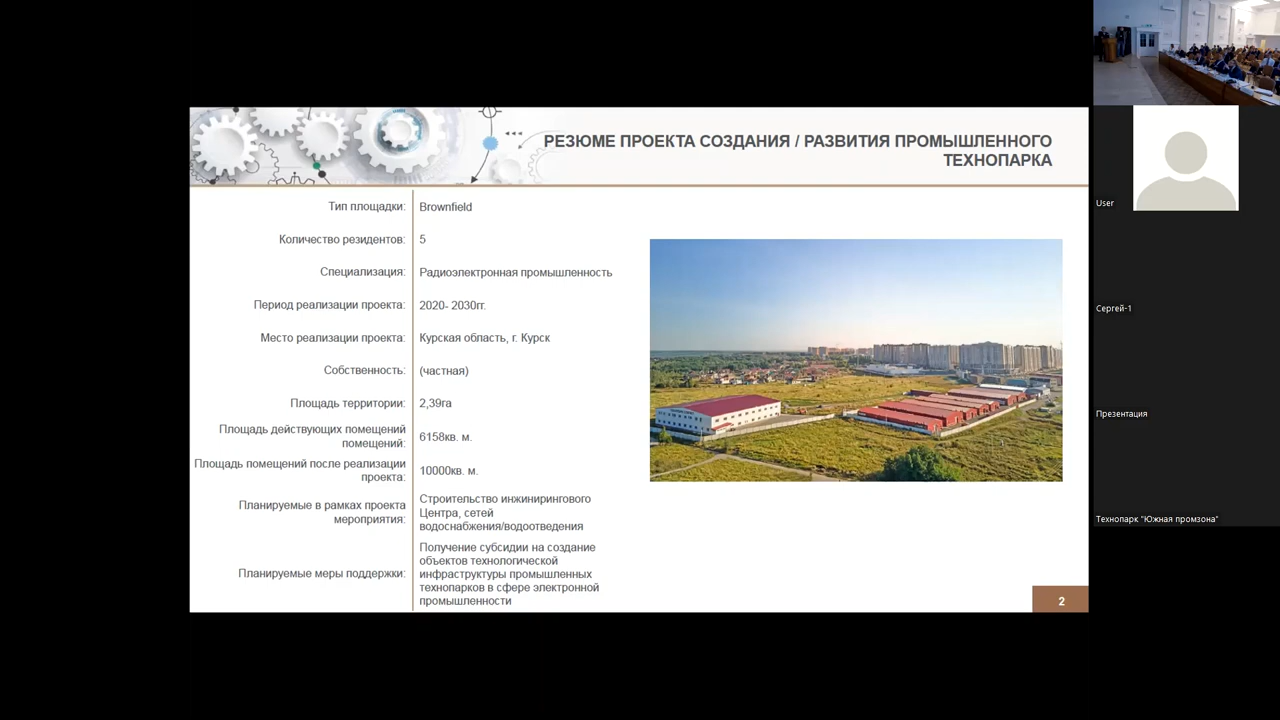 РЕЗЮМЕ ПРОЕКТА СОЗДАНИЯ / РАЗВИТИЯ ПРОМЫШЛЕННОГО
ТЕХНОПАРКА
Тип площадки: Brownfield
Количество резидентов: 5
Специализация: Радиоэлектронная промышленность
Период реализации проекта: 2020- 2030гг.
Место реализации проекта: Курская область, г. Курск
Собственность: (частная)
Площадь территории: 2,39га
Площадь действующих помещений
помещений:
6158кв. м.
Площадь помещений после реализации
проекта:
10000кв. м.
Планируемые в рамках проекта
мероприятия:
Строительство инжинирингового
Центра, сетей
водоснабжения/водоотведения
Планируемые меры поддержки:
Получение субсидии на создание
объектов технологической
инфраструктуры промышленных
технопарков в сфере электронной
промышленности
2
User
Сергей-1
Презентация
Технопарк "Южная промзона"